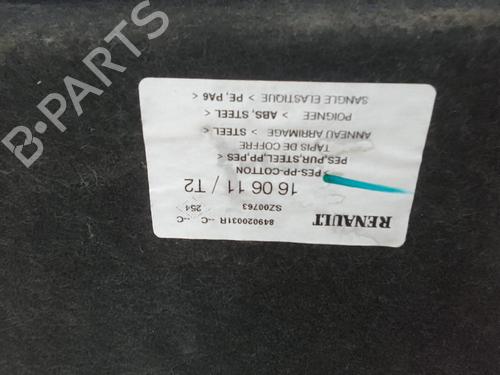 RENAULT
849020031R --C --C 254
SZ00763
16 06 11 / T2
> PES-PP-COTTON
PES,PUR,STEEL,PP,PES<
TAPIS DE COFFRE
ANNEAU ARRIMAGE > STEEL <
POIGNEE > ABS, STEEL <
SANGLE ELASTIQUE > PE, PA6 <
B-PARTS